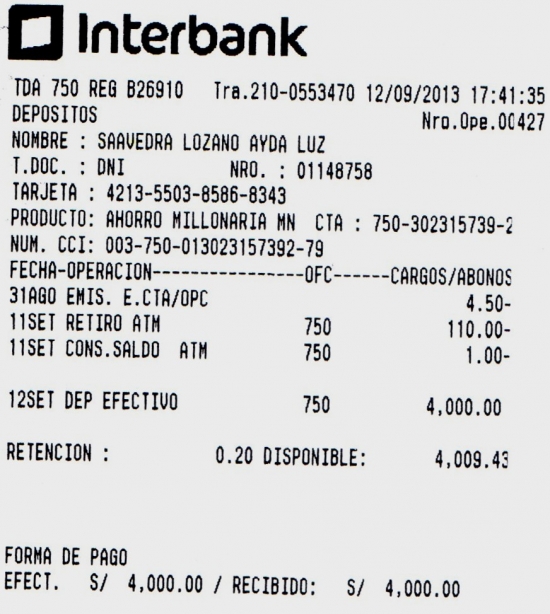 Interbank
TDA 750 REG B26910 Tra.210-0553470 12/09/2013 17:41:35
DEPOSITOS Nro.Ope.00427
NOMBRE : SAAVEDRA LOZANO AYDA LUZ
T.DOC. : DNI NRO. : 01148758
TARJETA : 4213-5503-8586-8343
PRODUCTO: AHORRO MILLONARIA MN CTA : 750-302315739-2
NUM. CCI: 003-750-013023157392-79
FECHA-OPERACION-----------------OFC------CARGOS/ABONOS
31AGO EMIS. E.CTA/OPC 4.50-
11SET RETIRO ATM 750 110.00-
11SET CONS.SALDO ATM 750 1.00-
12SET DEP EFECTIVO 750 4,000.00
RETENCION : 0.20 DISPONIBLE: 4,009.43
FORMA DE PAGO
EFECT. S/ 4,000.00 / RECIBIDO: S/ 4,000.00